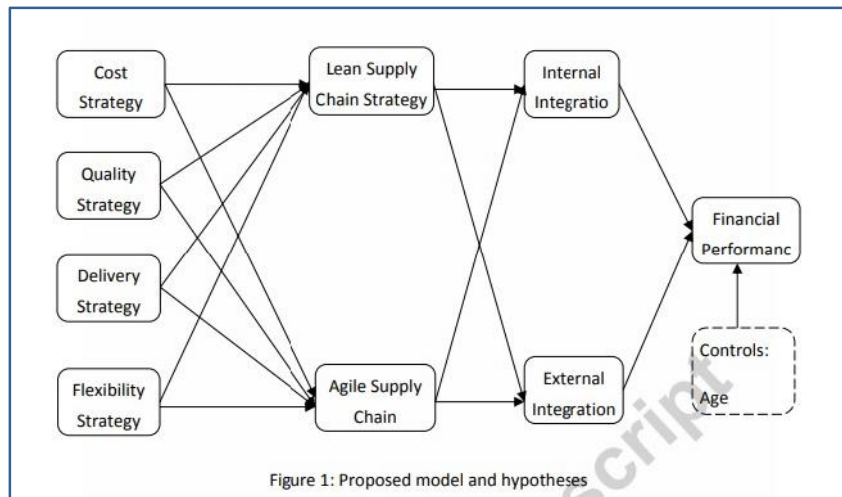 Cost
Strategy
Lean Supply
Chain Strategy
Internal
Integratio
Quality
Strategy
Financial
Performanc
Delivery
Strategy
Controls:
Age
Flexibility
Strategy
Agile Supply
Chain
External
Integration
script
Figure 1: Proposed model and hypotheses